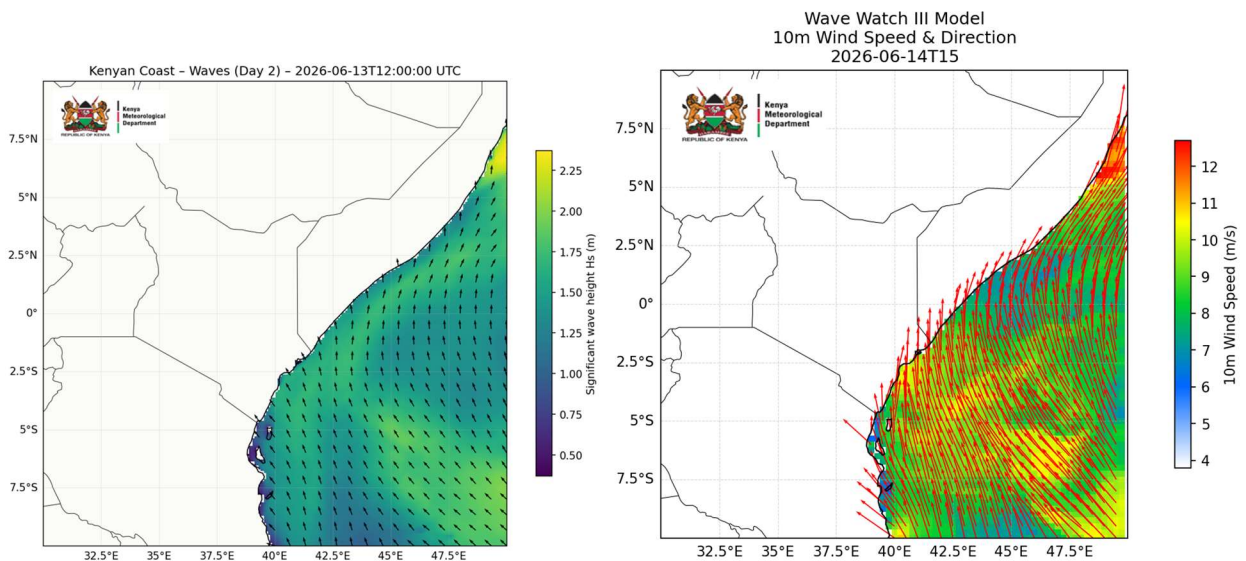 Kenyan Coast – Waves (Day 2) – 2026-06-13T12:00:00 UTC
Kenya
Meteorological
Department
REPUBLIC OF KENYA
7.5°N
5°N
2.5°N
0°
2.5°S
5°S
7.5°S
32.5°E 35°E 37.5°E 40°E 42.5°E 45°E 47.5°E
2.25
2.00
1.75
1.50
1.25
1.00
0.75
0.50
Significant wave height Hs (m)
Wave Watch III Model
10m Wind Speed & Direction
2026-06-14T15
Kenya
Meteorological
Department
REPUBLIC OF KENYA
7.5°N
5°N
2.5°N
0°
2.5°S
5°S
7.5°S
32.5°E 35°E 37.5°E 40°E 42.5°E 45°E 47.5°E
12
11
10
9
8
7
6
5
4
10m Wind Speed (m/s)